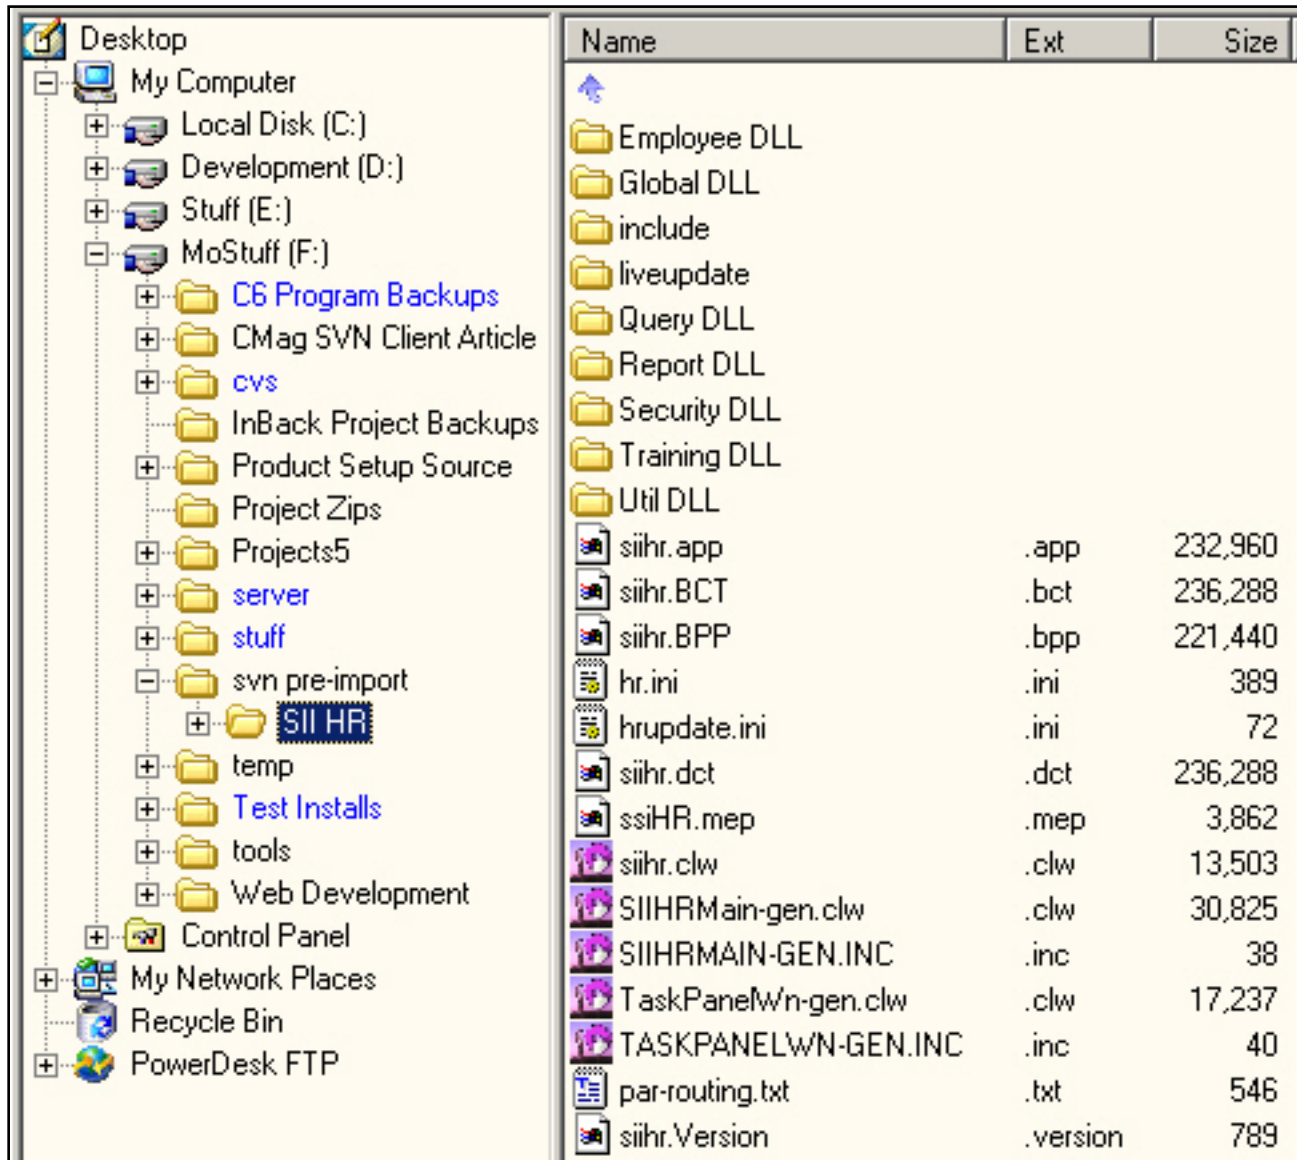 Desktop
My Computer
Local Disk (C:)
Development (D:)
Stuff (E:)
MoStuff (F:)
C6 Program Backups
CMag SVN Client Article
cvs
InBack Project Backups
Product Setup Source
Project Zips
Projects5
server
stuff
svn pre-import
SII HR
temp
Test Installs
tools
Web Development
Control Panel
My Network Places
Recycle Bin
PowerDesk FTP
Name Ext Size
Employee DLL
Global DLL
include
liveupdate
Query DLL
Report DLL
Security DLL
Training DLL
Util DLL
siihr.app .app 232,960
siihr.BCT .bct 236,288
siihr.BPP .bpp 221,440
hr.ini .ini 389
hrupdate.ini .ini 72
siihr.dct .dct 236,288
ssiHR.mep .mep 3,862
siihr.clw .clw 13,503
SIIHRMain-gen.clw .clw 30,825
SIIHRMAIN-GEN.INC .inc 38
TaskPanelWn-gen.clw .clw 17,237
TASKPANELWN-GEN.INC .inc 40
par-routing.txt .txt 546
siihr.Version .version 789